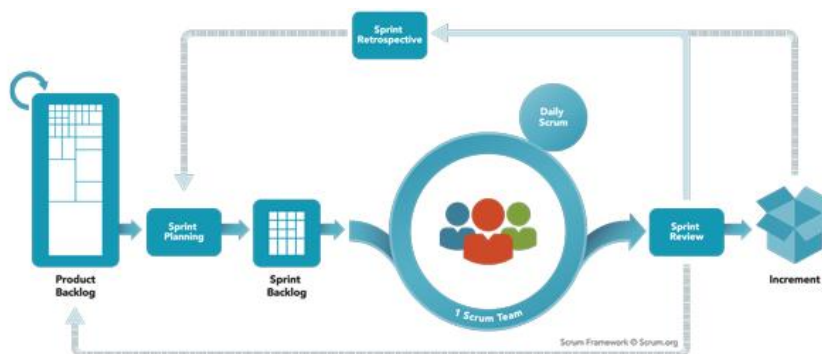 Sprint
Retrospective
Daily
Scrum
Sprint
Planning
Sprint
Review
Product
Backlog
Sprint
Backlog
1 Scrum Team
Increment
Scrum Framework © Scrum.org